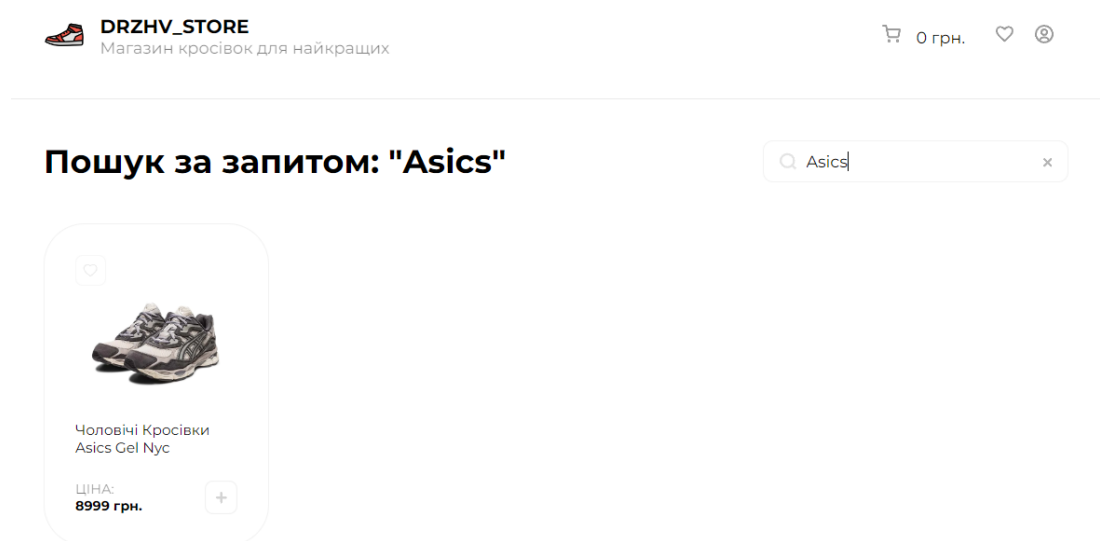 DRZHV_STORE
Магазин кросівок для найкращих
0 грн.
Пошук за запитом: "Asics"
Asics
Чоловічі Кросівки
Asics Gel Nyc
ЦІНА:
8999 грн.